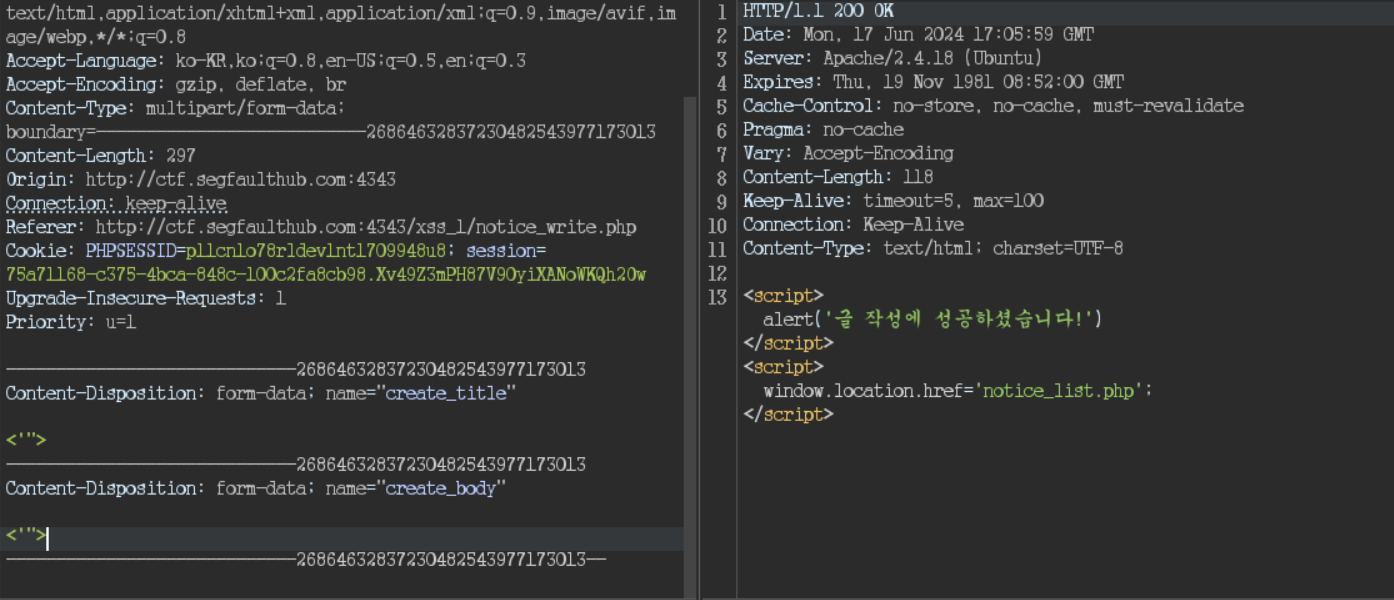 text/html,application/xhtml+xml,application/xml;q=0.9,image/avif,im
age/webp,*/*;q=0.8
Accept-Language: ko-KR,ko;q=0.8,en-US;q=0.5,en;q=0.3
Accept-Encoding: gzip, deflate, br
Content-Type: multipart/form-data;
boundary=---------------------------26864632837230482543977173013
Content-Length: 297
Origin: http://ctf.segfaulthub.com:4343
Connection: keep-alive
Referer: http://ctf.segfaulthub.com:4343/xss_1/notice_write.php
Cookie: PHPSESSID=pllcnlo78rldevlntl709948u8; session=
75a71168-c375-4bca-848c-100c2fa8cb98.Xv49Z3mPH87V90yiXANoWKQh20w
Upgrade-Insecure-Requests: 1
Priority: u=1
-----------------------------26864632837230482543977173013
Content-Disposition: form-data; name="create_title"
<'">
-----------------------------26864632837230482543977173013
Content-Disposition: form-data; name="create_body"
<'">
-----------------------------26864632837230482543977173013--
1 HTTP/1.1 200 OK
2 Date: Mon, 17 Jun 2024 17:05:59 GMT
3 Server: Apache/2.4.18 (Ubuntu)
4 Expires: Thu, 19 Nov 1981 08:52:00 GMT
5 Cache-Control: no-store, no-cache, must-revalidate
6 Pragma: no-cache
7 Vary: Accept-Encoding
8 Content-Length: 118
9 Keep-Alive: timeout=5, max=100
10 Connection: Keep-Alive
11 Content-Type: text/html; charset=UTF-8
12
13 <script>
alert('글 작성에 성공하셨습니다!')
</script>
<script>
window.location.href='notice_list.php';
</script>